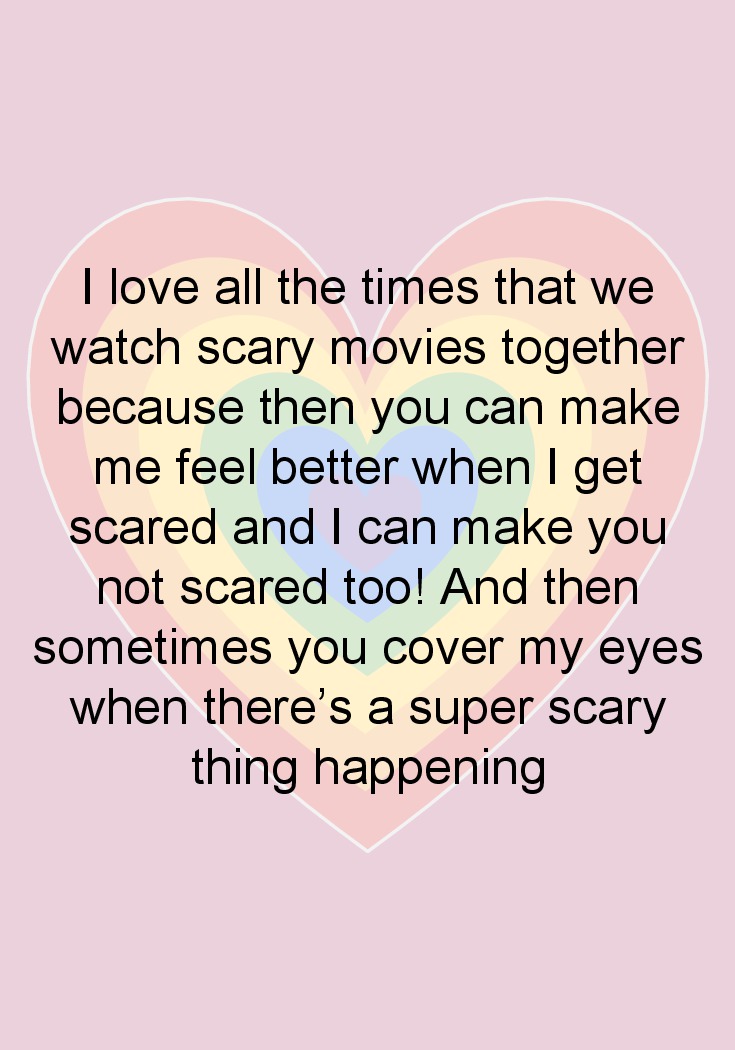 I love all the times that we
watch scary movies together
because then you can make
me feel better when I get
scared and I can make you
not scared too! And then
sometimes you cover my eyes
when there’s a super scary
thing happening